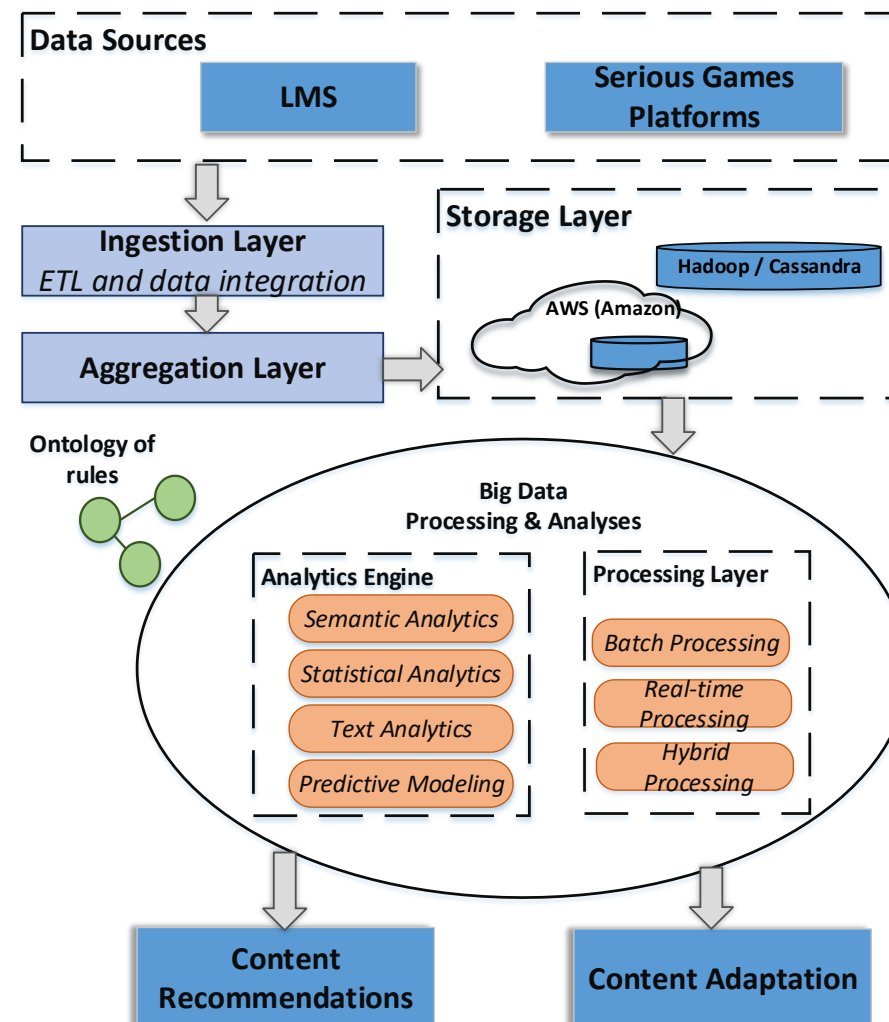 Data Sources
LMS
Serious Games
Platforms
Ingestion Layer
ETL and data integration
Aggregation Layer
Storage Layer
Hadoop / Cassandra
AWS (Amazon)
Ontology of
rules
Big Data
Processing & Analyses
Analytics Engine
Semantic Analytics
Statistical Analytics
Text Analytics
Predictive Modeling
Processing Layer
Batch Processing
Real-time
Processing
Hybrid
Processing
Content
Recommendations
Content Adaptation